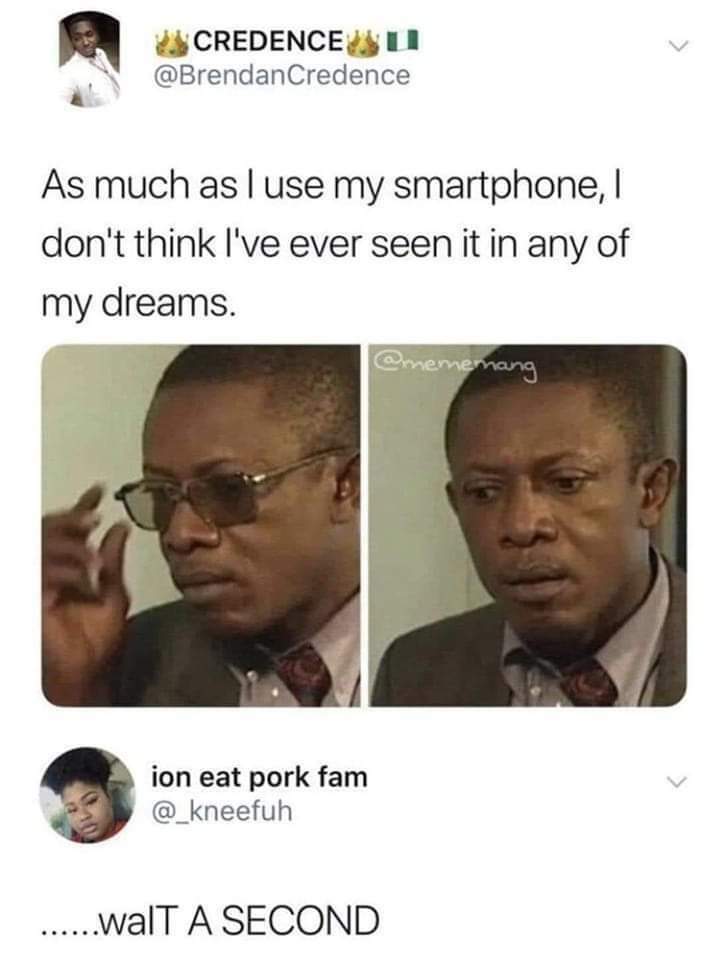 👑CREDENCE👑🇳🇬
@BrendanCredence
As much as I use my smartphone, I
don't think I've ever seen it in any of
my dreams.
@mememang
ion eat pork fam
@_kneefuh
......waIT A SECOND